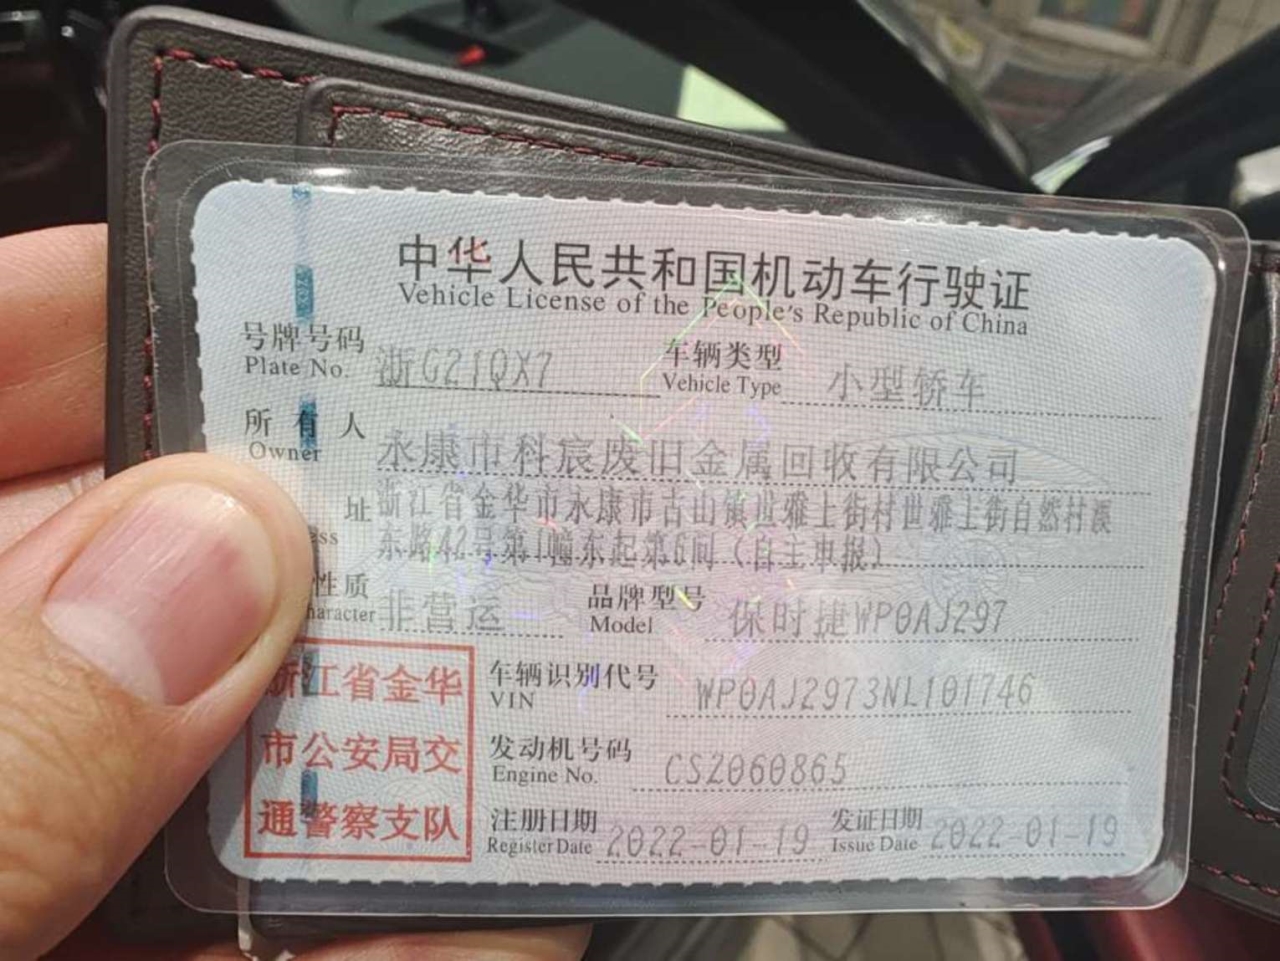 中华人民共和国机动车行驶证
Vehicle License of the People's Republic of China
号牌号码 浙G21QX7 车辆类型 小型轿车
Plate No. Vehicle Type
所有人 永康市科宸废旧金属回收有限公司
Owner
址 浙江省金华市永康市古山镇世雅上街村世雅上街自然村溪
ess 东路42号第1幢东起第6间（自主申报）
性质 非营运 品牌型号 保时捷WP0AJ297
haracter Model
浙江省金华 车辆识别代号 WP0AJ2973NL101746
VIN
市公安局交 发动机号码 CS2060865
Engine No.
通警察支队 注册日期 2022-01-19 发证日期 2022-01-19
Register Date Issue Date